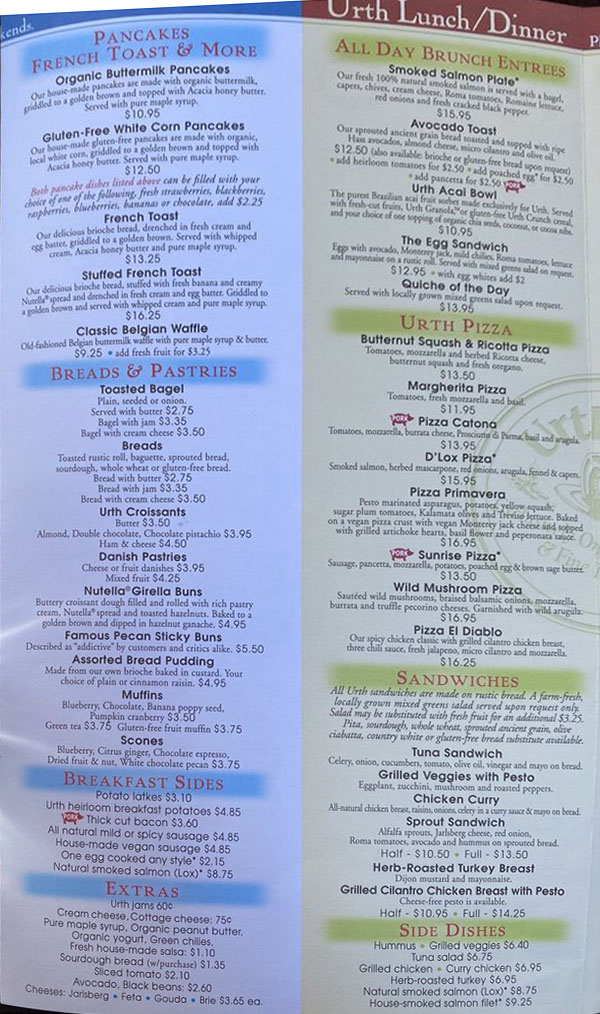 kends.
PANCAKES
FRENCH TOAST & MORE
Organic Buttermilk Pancakes
Our house-made pancakes are made with organic buttermilk,
griddled to a golden brown and topped with Acacia honey butter.
Served with pure maple syrup.
$10.95
Gluten-Free White Corn Pancakes
Our house-made gluten-free pancakes are made with organic,
local white corn, griddled to a golden brown and topped with
Acacia honey butter. Served with pure maple syrup.
$12.50
Both pancake dishes listed above can be filled with your
choice of one of the following, fresh strawberries, blackberries,
raspberries, blueberries, bananas or chocolate, add $2.25
French Toast
Our delicious brioche bread, drenched in fresh cream and
egg batter, griddled to a golden brown. Served with whipped
cream, Acacia honey butter and pure maple syrup.
$13.25
Stuffed French Toast
Our delicious brioche bread, stuffed with fresh banana and creamy
Nutella® spread and drenched in fresh cream and egg batter. Griddled to
a golden brown and served with whipped cream and pure maple syrup.
$16.25
Classic Belgian Waffle
Old-fashioned Belgian buttermilk waffle with pure maple syrup & butter.
$9.25 • add fresh fruit for $3.25
BREADS & PASTRIES
Toasted Bagel
Plain, seeded or onion.
Served with butter $2.75
Bagel with jam $3.35
Bagel with cream cheese $3.50
Breads
Toasted rustic roll, baguette, sprouted bread,
sourdough, whole wheat or gluten-free bread.
Bread with butter $2.75
Bread with jam $3.35
Bread with cream cheese $3.50
Urth Croissants
Butter $3.50
Almond, Double chocolate, Chocolate pistachio $3.95
Ham & cheese $4.50
Danish Pastries
Cheese or fruit danishes $3.95
Mixed fruit $4.25
Nutella® Girella Buns
Buttery croissant dough filled and rolled with rich pastry
cream, Nutella® spread and toasted hazelnuts. Baked to a
golden brown and dipped in hazelnut ganache. $4.95
Famous Pecan Sticky Buns
Described as "addictive" by customers and critics alike. $5.50
Assorted Bread Pudding
Made from our own brioche baked in custard. Your
choice of plain or cinnamon raisin. $4.95
Muffins
Blueberry, Chocolate, Banana poppy seed,
Pumpkin cranberry $3.50
Green tea $3.75 Gluten-free fruit muffin $3.75
Scones
Blueberry, Citrus ginger, Chocolate espresso,
Dried fruit & nut, White chocolate pecan $3.75
BREAKFAST SIDES
Potato latkes $3.10
Urth heirloom breakfast potatoes $4.85
PORK Thick cut bacon $3.60
All natural mild or spicy sausage $4.85
House-made vegan sausage $4.85
One egg cooked any style* $2.15
Natural smoked salmon (Lox)* $8.75
EXTRAS
Urth jams 60¢
Cream cheese, Cottage cheese: 75¢
Pure maple syrup, Organic peanut butter,
Organic yogurt, Green chilies,
Fresh house-made salsa: $1.10
Sourdough bread (w/purchase) $1.35
Sliced tomato $2.10
Avocado, Black beans: $2.60
Cheeses: Jarlsberg • Feta • Gouda • Brie $3.65 ea.
Urth Lunch/Dinner
ALL DAY BRUNCH ENTREES
Smoked Salmon Plate*
Our fresh 100% natural smoked salmon is served with a bagel,
capers, chives, cream cheese, Roma tomatoes, Romaine lettuce,
red onions and fresh cracked black pepper.
$15.95
Avocado Toast
Our sprouted ancient grain bread toasted and topped with ripe
Hass avocados, almond cheese, micro cilantro and olive oil.
$12.50 (also available: brioche or gluten-free bread upon request)
• add heirloom tomatoes for $2.50 • add poached egg* for $2.50
• add pancetta for $2.50 PORK
Urth Acai Bowl
The purest Brazilian acai fruit sorbet made exclusively for Urth. Served
with fresh-cut fruits, Urth Granola,™ or gluten-free Urth Crunch cereal,
and your choice of one topping of organic chia seeds, coconut, or cocoa nibs.
$10.95
The Egg Sandwich
Eggs with avocado, Monterey jack, mild chilies, Roma tomatoes, lettuce
and mayonnaise on a rustic roll. Served with mixed green salad on request.
$12.95 • with egg whites add $2
Quiche of the Day
Served with locally grown mixed greens salad upon request.
$13.95
URTH PIZZA
Butternut Squash & Ricotta Pizza
Tomatoes, mozzarella and herbed Ricotta cheese,
butternut squash and fresh oregano.
$13.50
Margherita Pizza
Tomatoes, fresh mozzarella and basil.
$11.95
PORK Pizza Catona
Tomatoes, mozzarella, burrata cheese, Prosciutto di Parma, basil and arugula.
$13.95
D'Lox Pizza*
Smoked salmon, herbed mascarpone, red onions, arugula, fennel & capers.
$15.95
Pizza Primavera
Pesto marinated asparagus, potatoes, yellow squash,
sugar plum tomatoes, Kalamata olives and Treviso lettuce. Baked
on a vegan pizza crust with vegan Monterey jack cheese and topped
with grilled artichoke hearts, basil flower and peperonata sauce.
$16.95
PORK Sunrise Pizza*
Sausage, pancetta, mozzarella, potatoes, poached egg & brown sage butter.
$13.50
Wild Mushroom Pizza
Sautéed wild mushrooms, braised balsamic onions, mozzarella,
burrata and truffle pecorino cheeses. Garnished with wild arugula.
$16.95
Pizza El Diablo
Our spicy chicken classic with grilled cilantro chicken breast,
three chili sauce, fresh jalapeno, micro cilantro and mozzarella.
$16.25
SANDWICHES
All Urth sandwiches are made on rustic bread. A farm-fresh,
locally grown mixed greens salad served upon request only.
Salad may be substituted with fresh fruit for an additional $3.25.
Pita, sourdough, whole wheat, sprouted ancient grain, olive
ciabatta, country white or gluten-free bread substitute available.
Tuna Sandwich
Celery, onion, cucumbers, tomato, olive oil, vinegar and mayo on bread.
Grilled Veggies with Pesto
Eggplant, zucchini, mushroom and roasted peppers.
Chicken Curry
All-natural chicken breast, raisins, onions, celery in a curry sauce & mayo on bread.
Sprout Sandwich
Alfalfa sprouts, Jarlsberg cheese, red onion,
Roma tomatoes, avocado and hummus on sprouted bread.
Half - $10.50 • Full - $13.50
Herb-Roasted Turkey Breast
Dijon mustard and mayonnaise.
Grilled Cilantro Chicken Breast with Pesto
Cheese-free pesto is available.
Half - $10.95 • Full - $14.25
SIDE DISHES
Hummus • Grilled veggies $6.40
Tuna salad $6.75
Grilled chicken • Curry chicken $6.95
Herb-roasted turkey $6.95
Natural smoked salmon (Lox)* $8.75
House-smoked salmon filet* $9.25